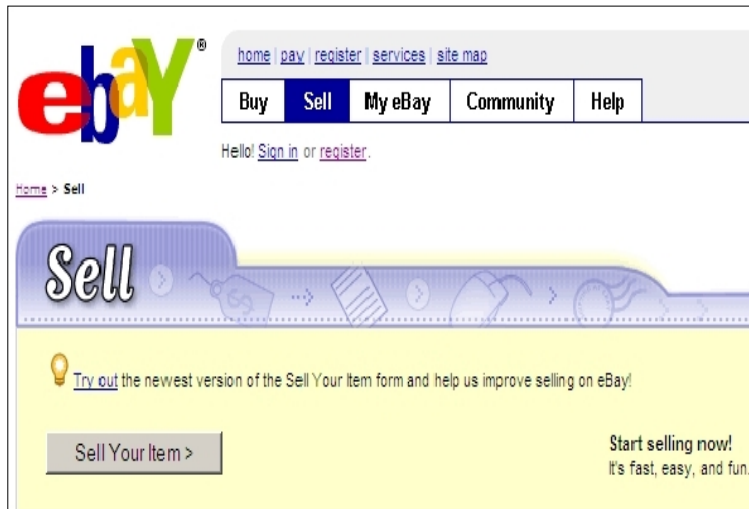 ebaY®
home | pay | register | services | site map
Buy Sell My eBay Community Help
Hello! Sign in or register.
Home > Sell
Sell
$
Try out the newest version of the Sell Your Item form and help us improve selling on eBay!
Sell Your Item >
Start selling now!
It's fast, easy, and fun.